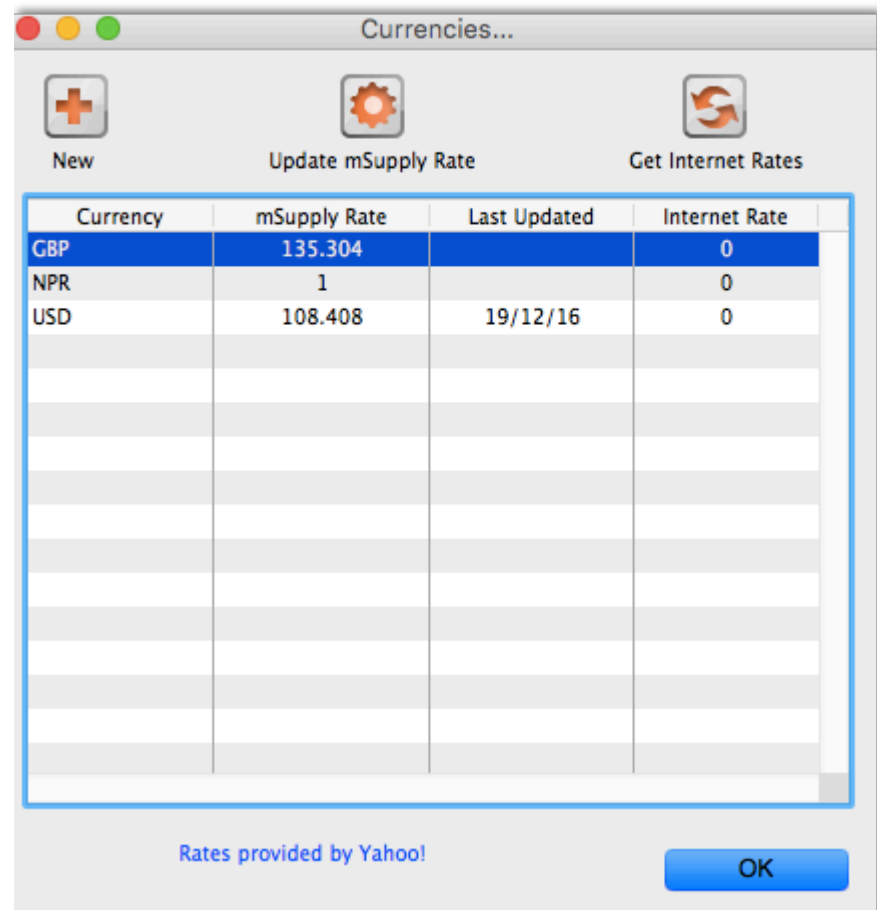 Currencies...
New Update mSupply Rate Get Internet Rates
Currency mSupply Rate Last Updated Internet Rate
GBP 135.304 0
NPR 1 0
USD 108.408 19/12/16 0
Rates provided by Yahoo!
OK